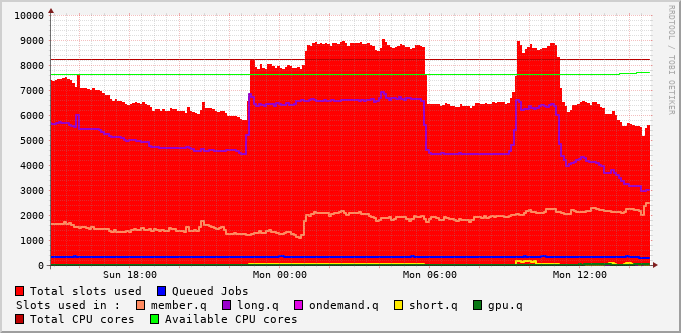 10000
9000
8000
7000
6000
5000
4000
3000
2000
1000
0
Sun 18:00 Mon 00:00 Mon 06:00 Mon 12:00
Total slots used Queued Jobs
Slots used in : member.q long.q ondemand.q short.q gpu.q
Total CPU cores Available CPU cores
RRDTOOL / TOBI OETIKER